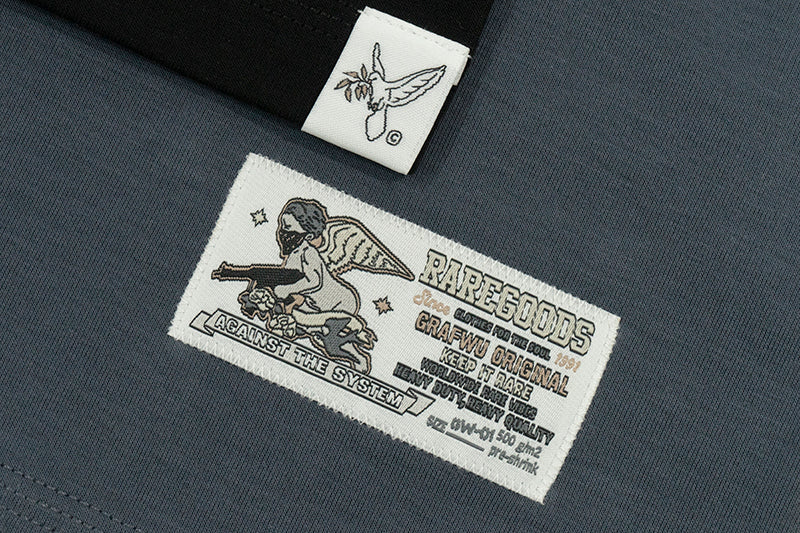 ©
RAREGOODS
Since CLOTHES FOR THE SOUL 1991
GRAFWU ORIGINAL
KEEP IT RARE
WORLDWIDE RARE VIBES
HEAVY DUTY, HEAVY QUALITY
SIZE GW-01 500 g/m2
pre-shrink
AGAINST THE SYSTEM